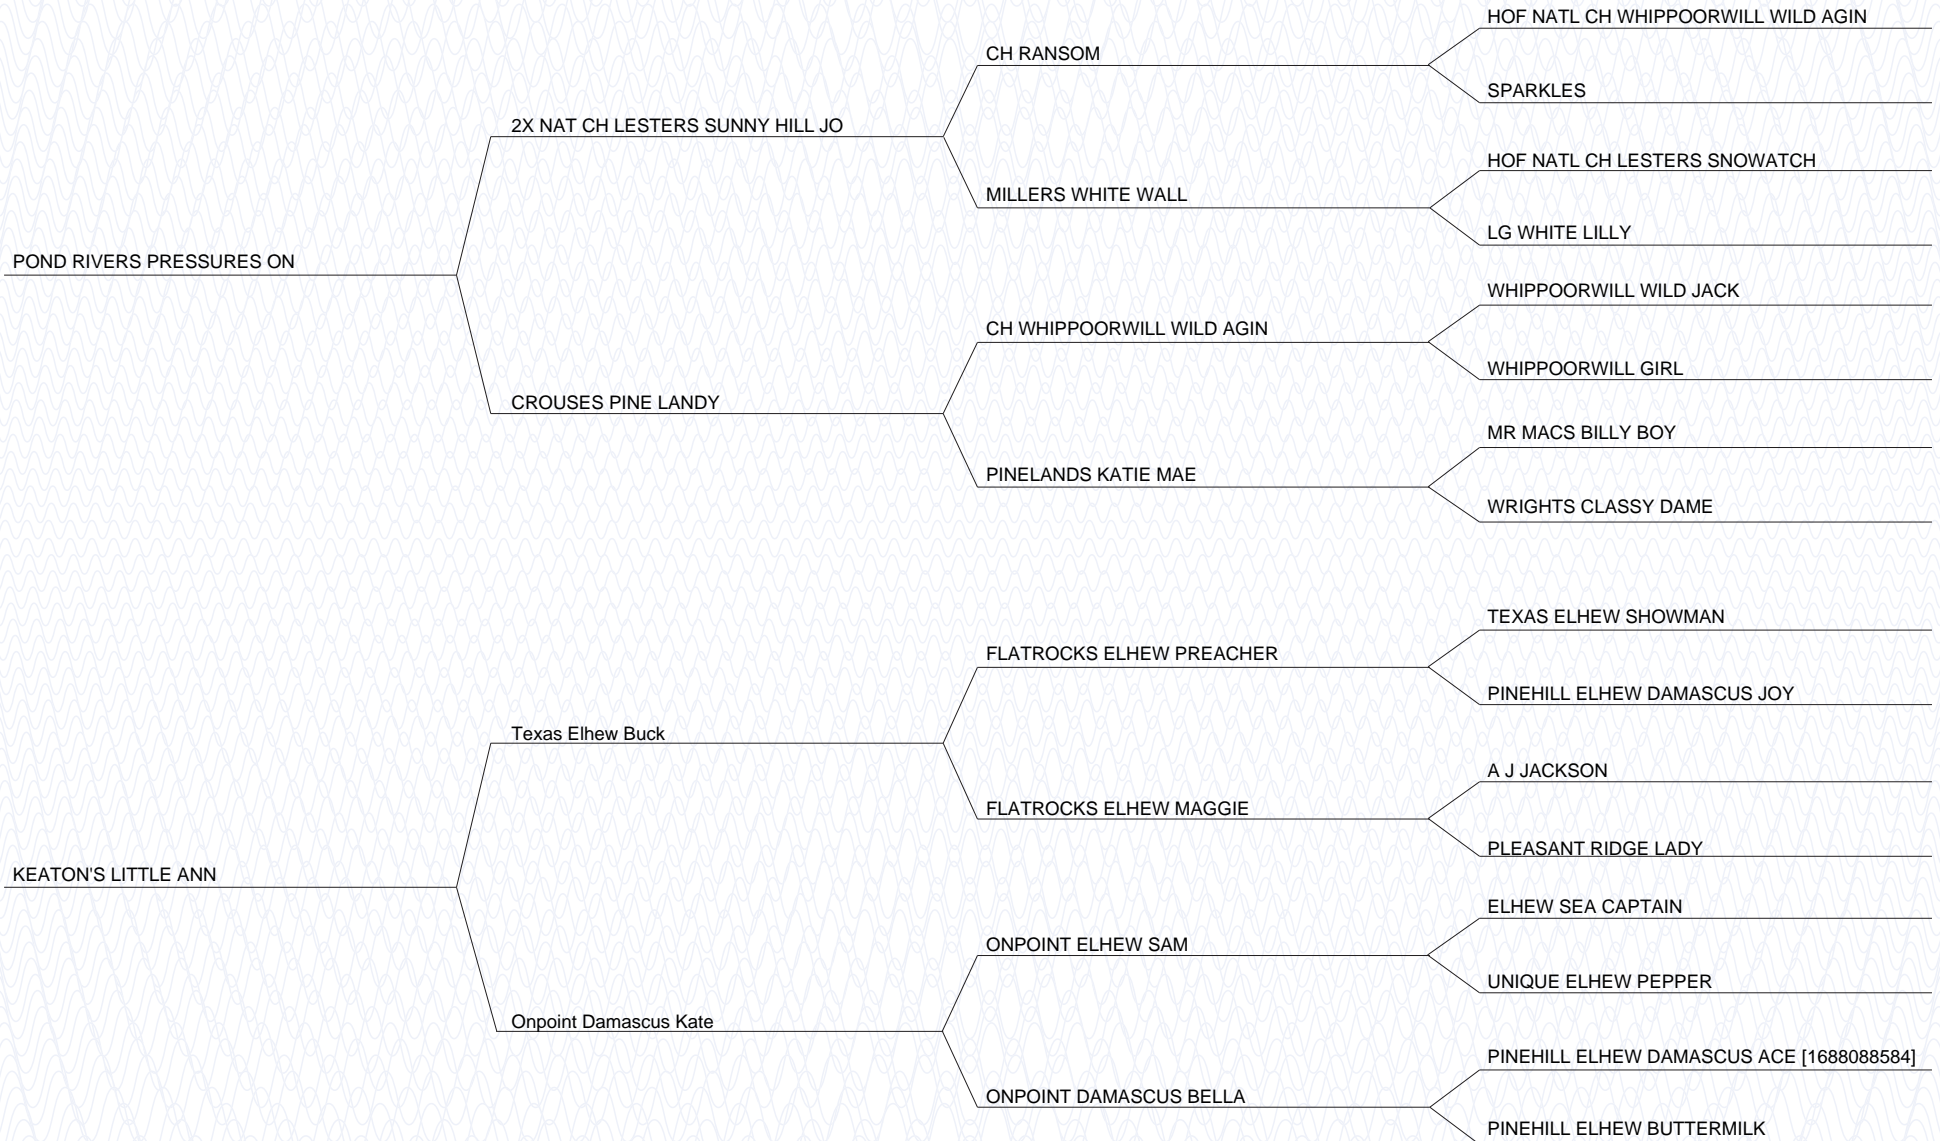 HOF NATL CH WHIPPOORWILL WILD AGIN
CH RANSOM
SPARKLES
2X NAT CH LESTERS SUNNY HILL JO
HOF NATL CH LESTERS SNOWATCH
MILLERS WHITE WALL
LG WHITE LILLY
POND RIVERS PRESSURES ON
WHIPPOORWILL WILD JACK
CH WHIPPOORWILL WILD AGIN
WHIPPOORWILL GIRL
CROUSES PINE LANDY
MR MACS BILLY BOY
PINELANDS KATIE MAE
WRIGHTS CLASSY DAME
TEXAS ELHEW SHOWMAN
FLATROCKS ELHEW PREACHER
PINEHILL ELHEW DAMASCUS JOY
Texas Elhew Buck
A J JACKSON
FLATROCKS ELHEW MAGGIE
PLEASANT RIDGE LADY
KEATON'S LITTLE ANN
ELHEW SEA CAPTAIN
ONPOINT ELHEW SAM
UNIQUE ELHEW PEPPER
Onpoint Damascus Kate
PINEHILL ELHEW DAMASCUS ACE [1688088584]
ONPOINT DAMASCUS BELLA
PINEHILL ELHEW BUTTERMILK